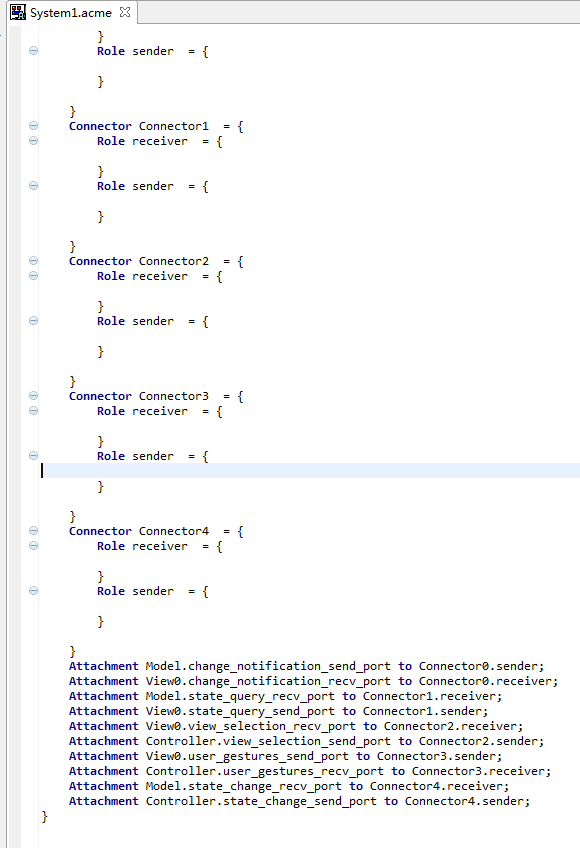 System1.acme
}
Role sender = {
}
}
Connector Connector1 = {
Role receiver = {
}
Role sender = {
}
}
Connector Connector2 = {
Role receiver = {
}
Role sender = {
}
}
Connector Connector3 = {
Role receiver = {
}
Role sender = {
}
}
Connector Connector4 = {
Role receiver = {
}
Role sender = {
}
}
Attachment Model.change_notification_send_port to Connector0.sender;
Attachment View0.change_notification_recv_port to Connector0.receiver;
Attachment Model.state_query_recv_port to Connector1.receiver;
Attachment View0.state_query_send_port to Connector1.sender;
Attachment View0.view_selection_recv_port to Connector2.receiver;
Attachment Controller.view_selection_send_port to Connector2.sender;
Attachment View0.user_gestures_send_port to Connector3.sender;
Attachment Controller.user_gestures_recv_port to Connector3.receiver;
Attachment Model.state_change_recv_port to Connector4.receiver;
Attachment Controller.state_change_send_port to Connector4.sender;
}